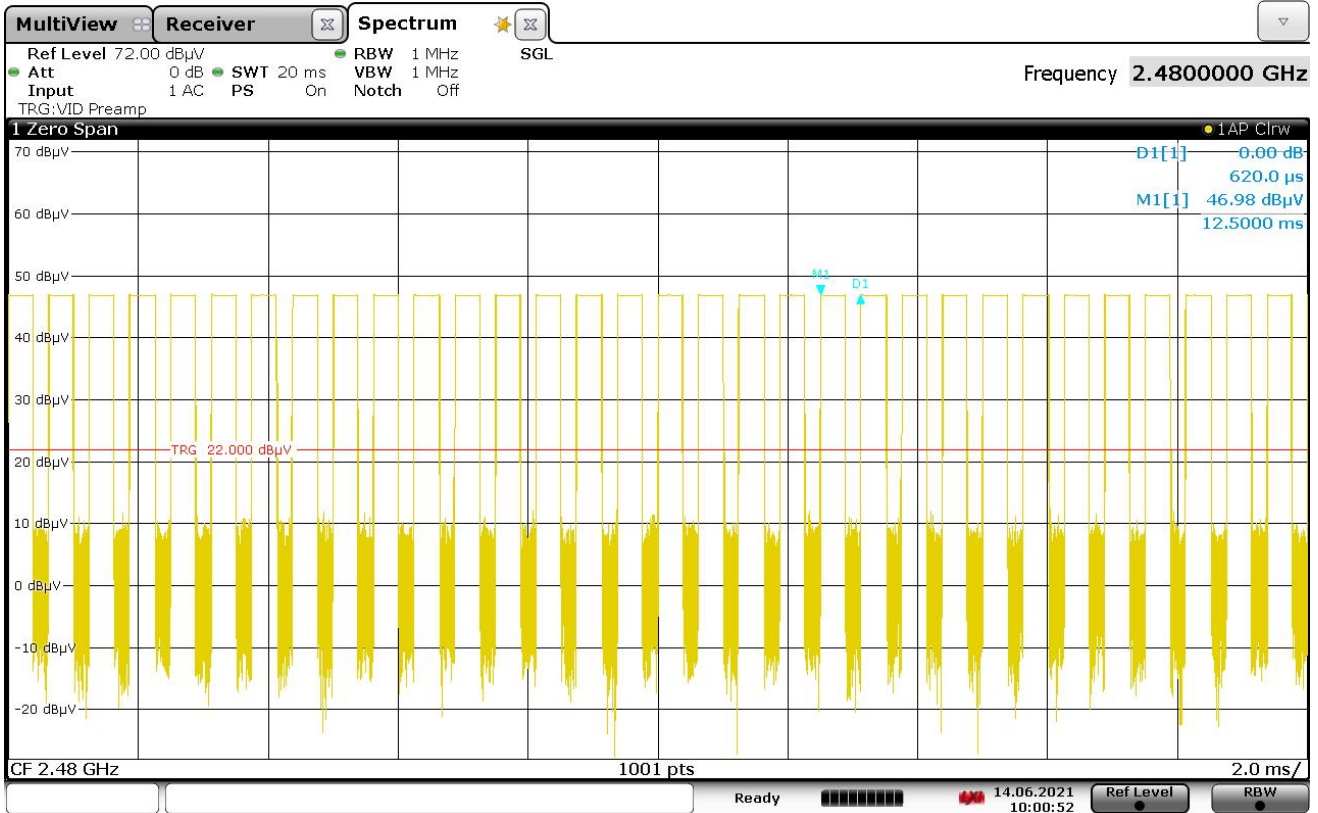 MultiView Receiver Spectrum
Ref Level 72.00 dBµV RBW 1 MHz SGL
Att 0 dB SWT 20 ms VBW 1 MHz Frequency 2.4800000 GHz
Input 1 AC PS On Notch Off
TRG:VID Preamp
1 Zero Span 1AP Clrw
70 dBµV D1[1] 0.00 dB
620.0 µs
60 dBµV M1[1] 46.98 dBµV
12.5000 ms
50 dBµV M1 D1
40 dBµV
30 dBµV
TRG 22.000 dBµV
20 dBµV
10 dBµV
0 dBµV
-10 dBµV
-20 dBµV
CF 2.48 GHz 1001 pts 2.0 ms/
Ready 14.06.2021 Ref Level RBW
10:00:52